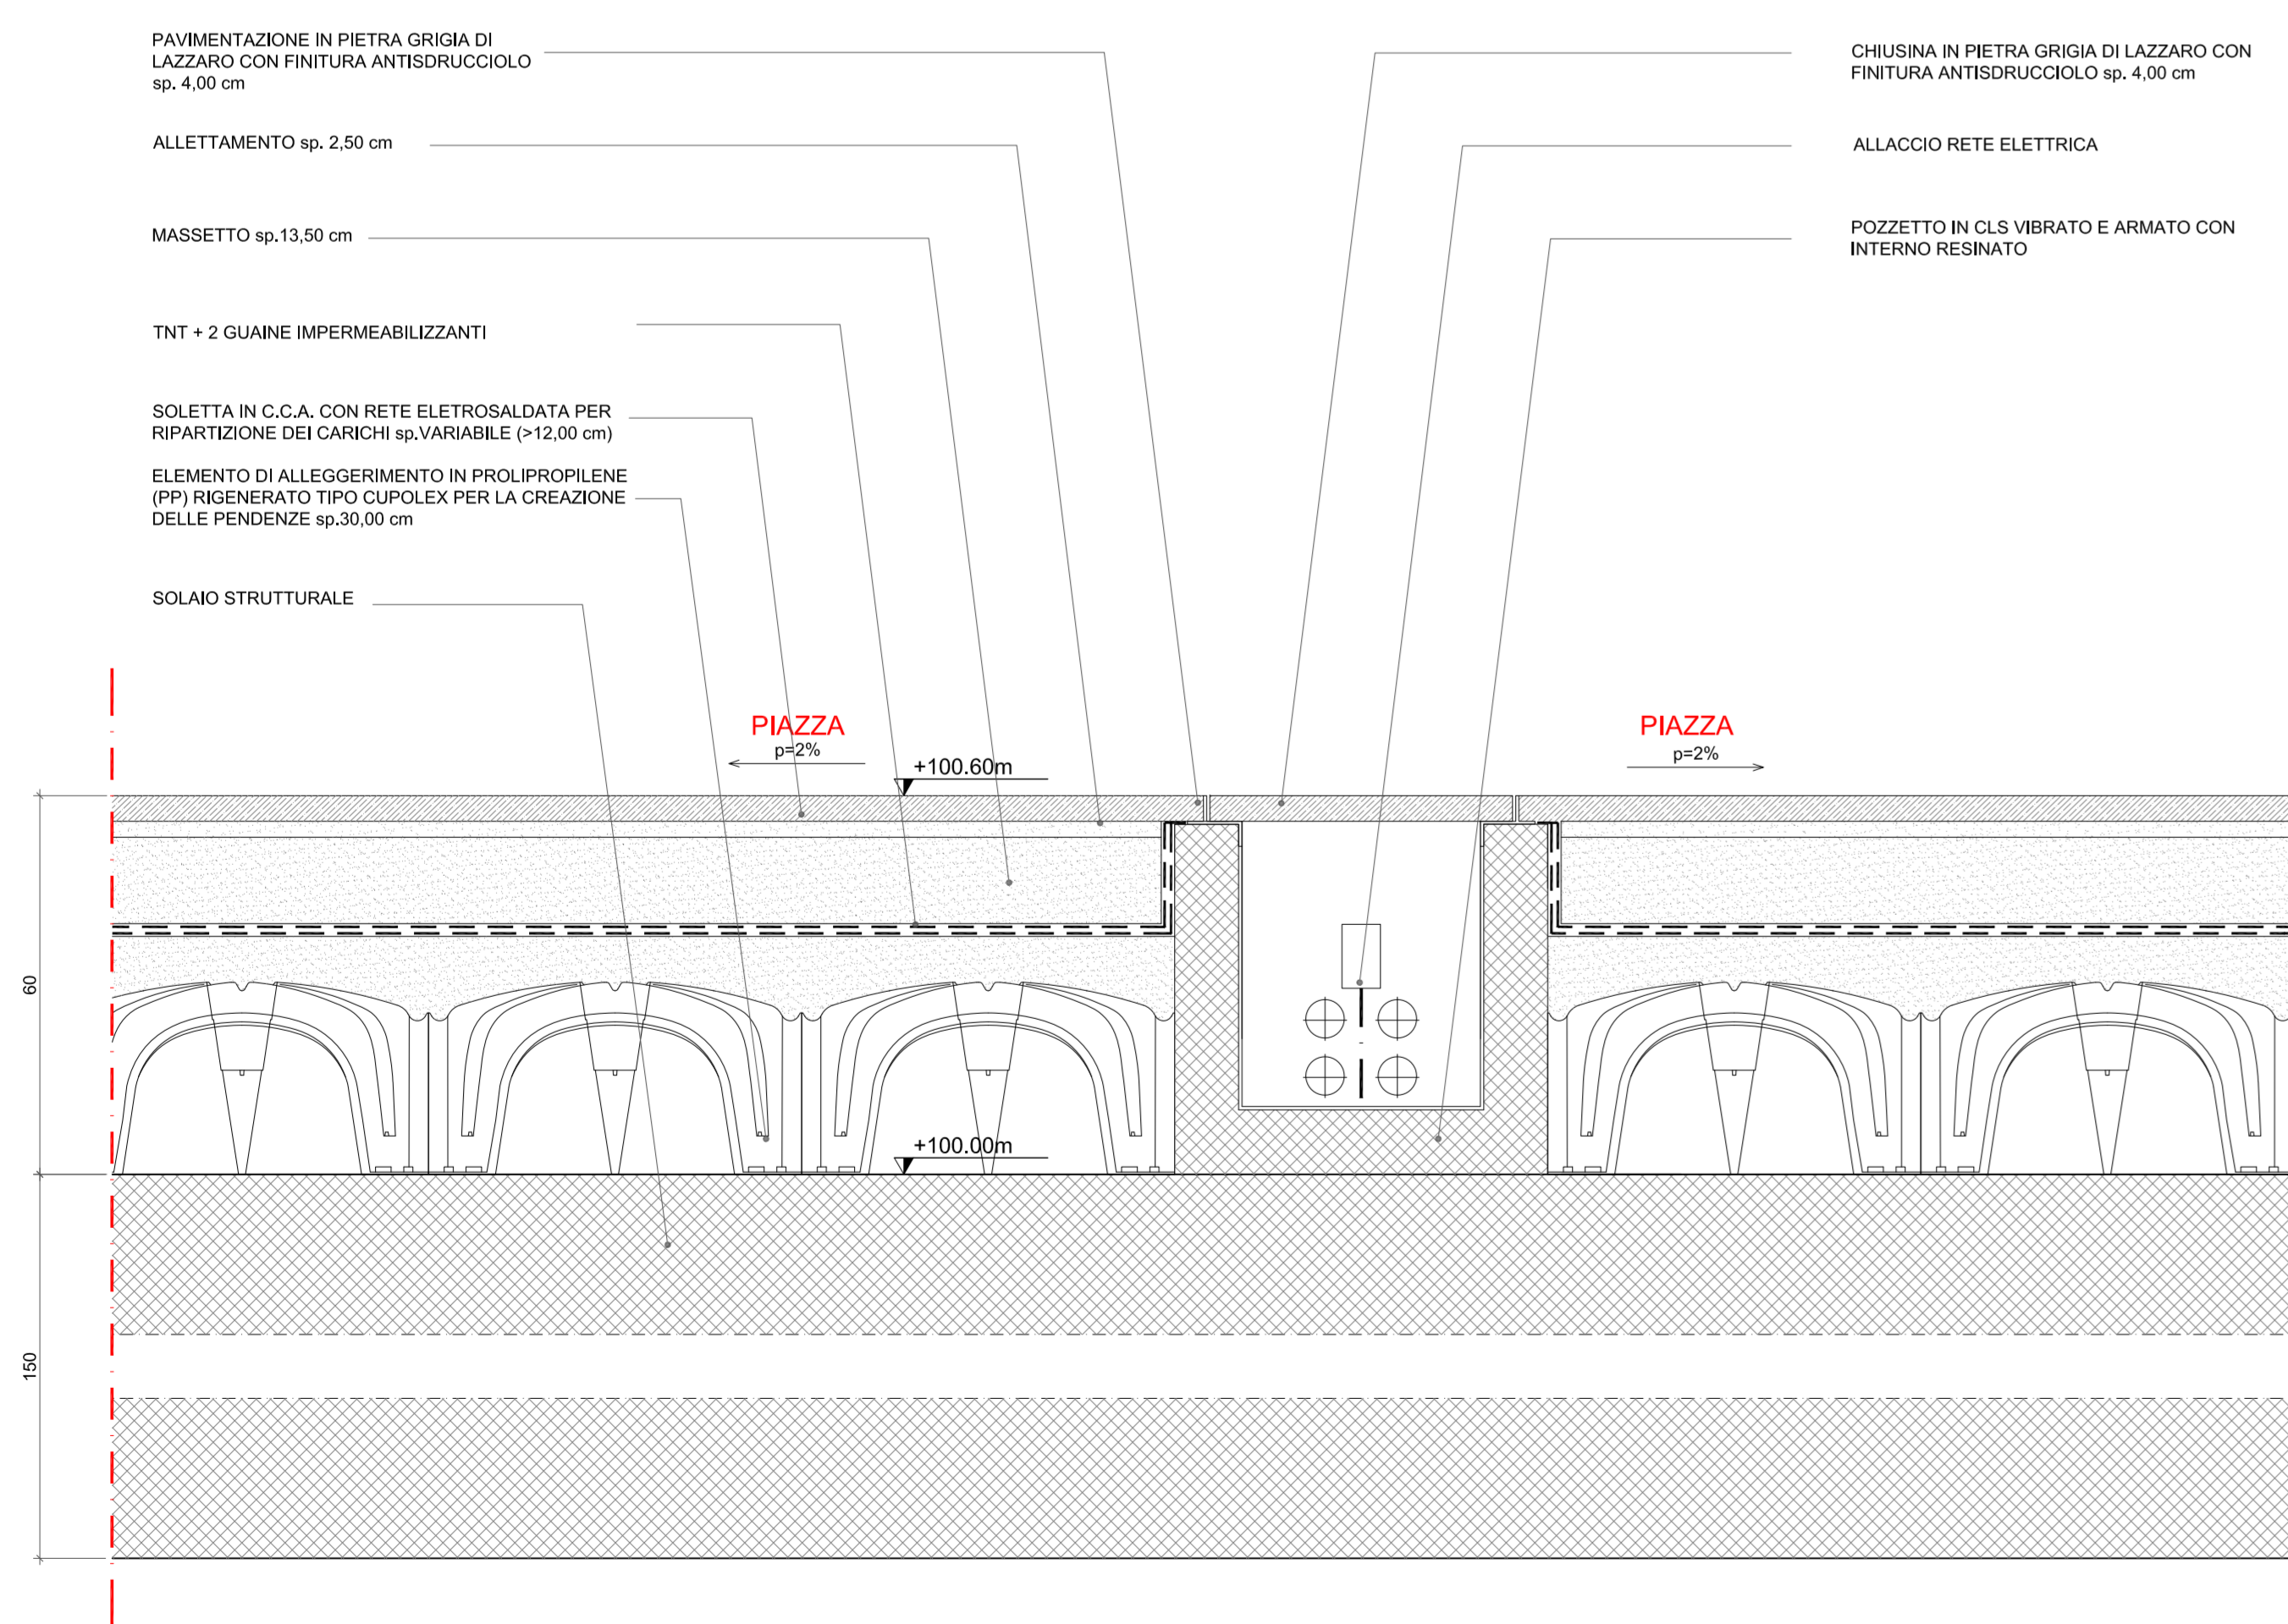 PAVIMENTAZIONE IN PIETRA GRIGIA DI
LAZZARO CON FINITURA ANTISDRUCCIOLO
sp. 4,00 cm
ALLETTAMENTO sp. 2,50 cm
MASSETTO sp.13,50 cm
TNT + 2 GUAINE IMPERMEABILIZZANTI
SOLETTA IN C.C.A. CON RETE ELETROSALDATA PER
RIPARTIZIONE DEI CARICHI sp.VARIABILE (>12,00 cm)
ELEMENTO DI ALLEGGERIMENTO IN PROLIPROPILENE
(PP) RIGENERATO TIPO CUPOLEX PER LA CREAZIONE
DELLE PENDENZE sp.30,00 cm
SOLAIO STRUTTURALE
CHIUSINA IN PIETRA GRIGIA DI LAZZARO CON
FINITURA ANTISDRUCCIOLO sp. 4,00 cm
ALLACCIO RETE ELETTRICA
POZZETTO IN CLS VIBRATO E ARMATO CON
INTERNO RESINATO
PIAZZA
p=2%
+100.60m
PIAZZA
p=2%
+100.00m
60
150